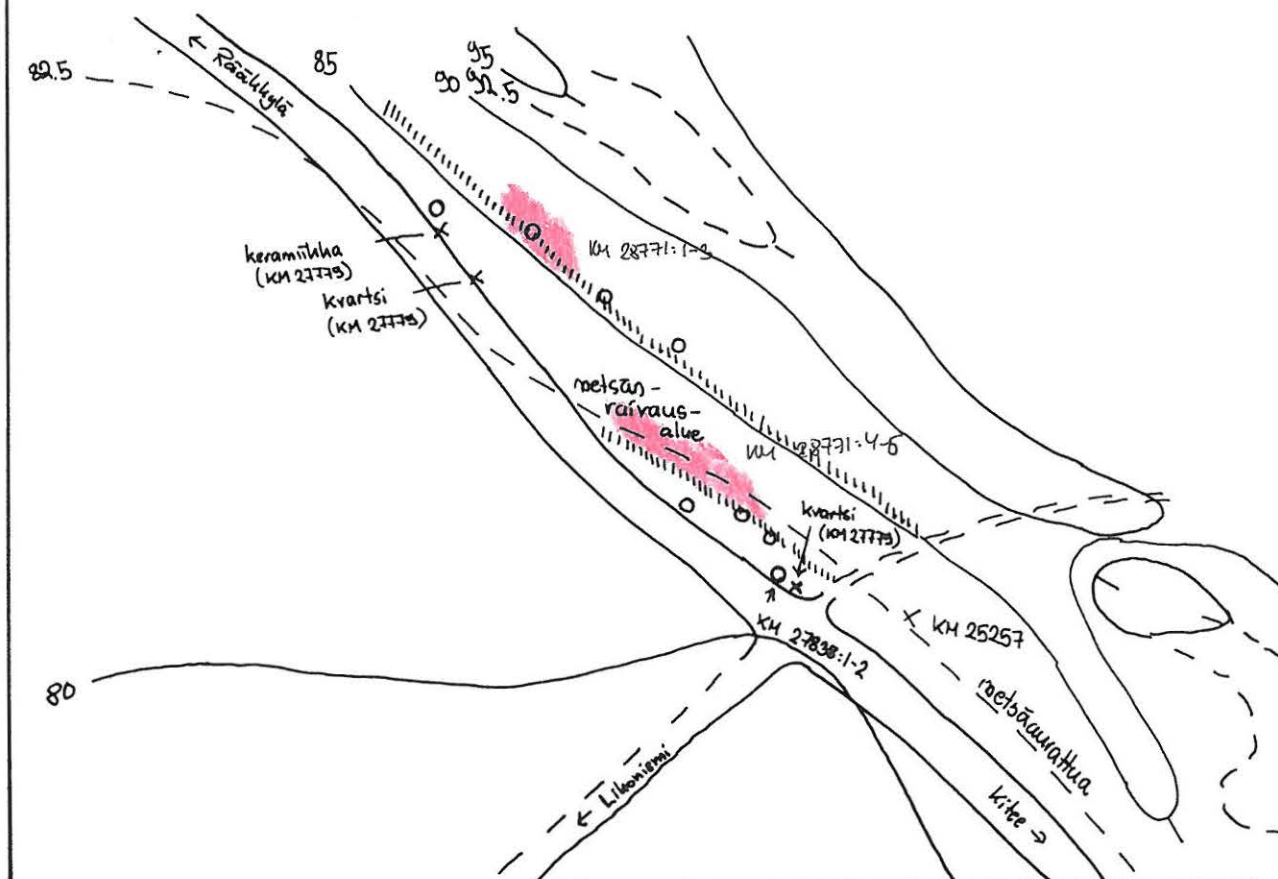 82.5
← Rääkkylä
85
95
90 92.5
keramiikka
(KM 27779)
kvartsi
(KM 27779)
KM 28771:1-3
metsän-
raivaus-
alue
KM 28771:4-5
kvartsi
(KM 27779)
KM 25257
KM 27838:1-2
metsäaurattua
80
← Likoniemi
Kitee →